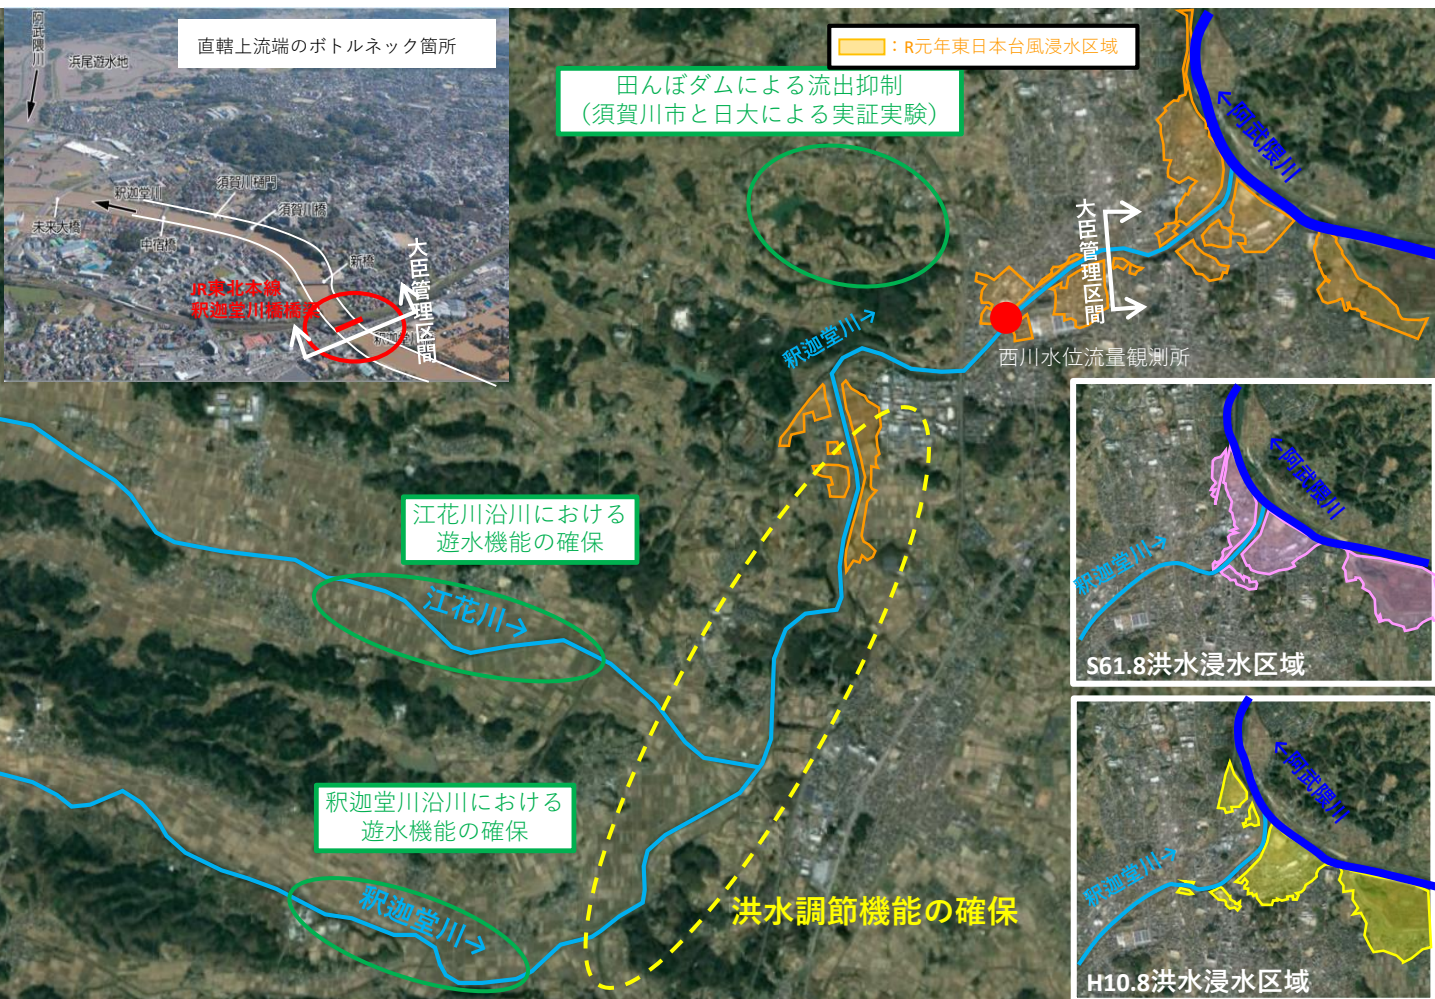 直轄上流端のボトルネック箇所
阿武隈川
浜尾遊水地
釈迦堂川
須賀川樋門
須賀川橋
未来大橋
中宿橋
新橋
JR東北本線
釈迦堂川橋橋梁
大臣管理区間
:R元年東日本台風浸水区域
田んぼダムによる流出抑制
(須賀川市と日大による実証実験)
←阿武隈川
大臣管理区間
釈迦堂川→
西川水位流量観測所
江花川沿川における
遊水機能の確保
江花川→
釈迦堂川沿川における
遊水機能の確保
釈迦堂川→
洪水調節機能の確保
←阿武隈川
釈迦堂川→
S61.8洪水浸水区域
←阿武隈川
釈迦堂川→
H10.8洪水浸水区域